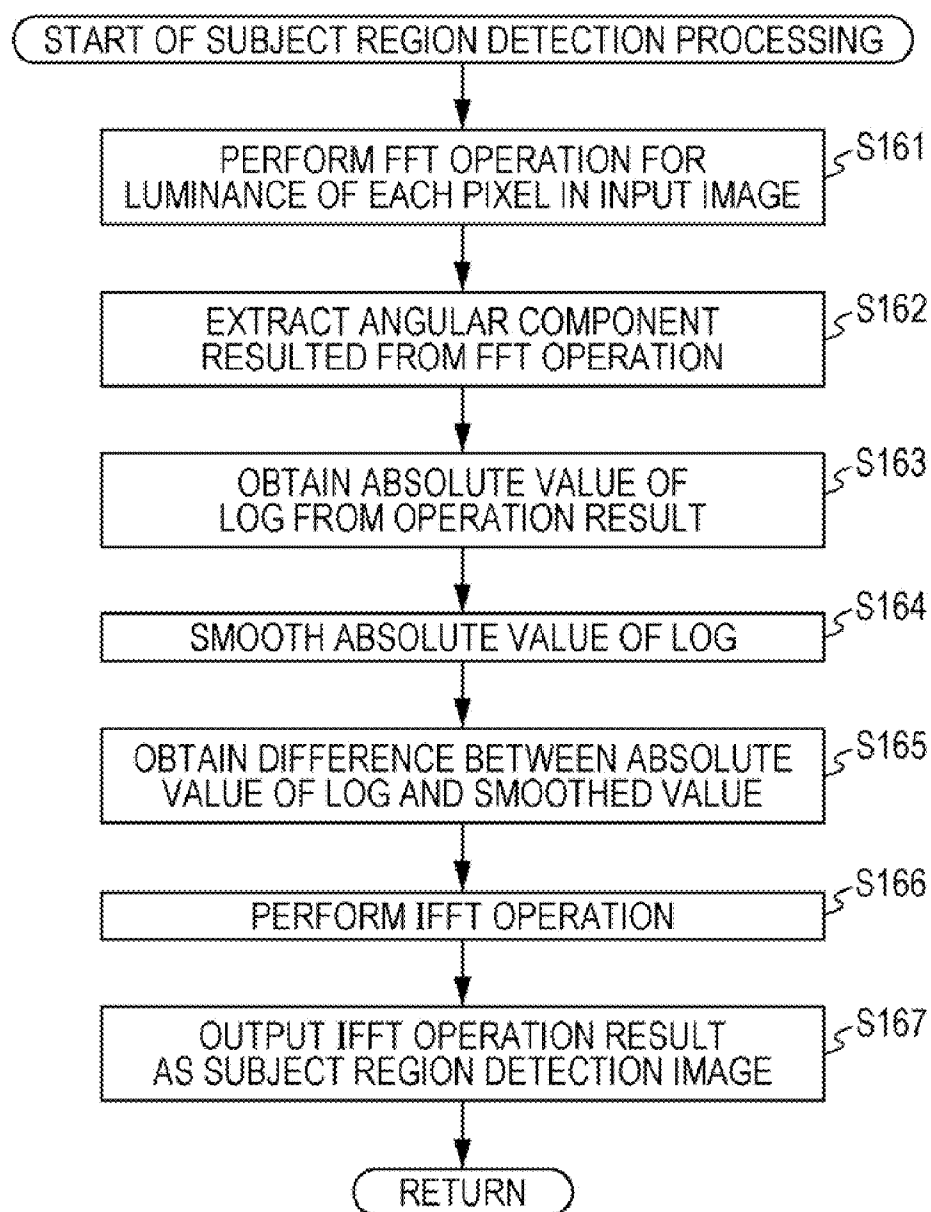 START OF SUBJECT REGION DETECTION PROCESSING
S161
PERFORM FFT OPERATION FOR
LUMINANCE OF EACH PIXEL IN INPUT IMAGE
S162
EXTRACT ANGULAR COMPONENT
RESULTED FROM FFT OPERATION
S163
OBTAIN ABSOLUTE VALUE OF
LOG FROM OPERATION RESULT
S164
SMOOTH ABSOLUTE VALUE OF LOG
S165
OBTAIN DIFFERENCE BETWEEN ABSOLUTE
VALUE OF LOG AND SMOOTHED VALUE
S166
PERFORM IFFT OPERATION
S167
OUTPUT IFFT OPERATION RESULT
AS SUBJECT REGION DETECTION IMAGE
RETURN